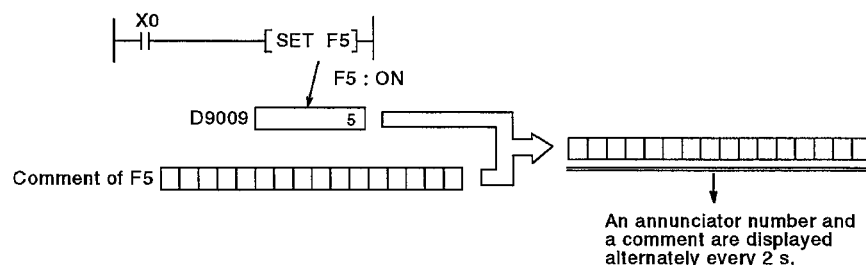 X0
[ SET F5 ]
F5 : ON
D9009 5
Comment of F5
An annunciator number and
a comment are displayed
alternately every 2 s.